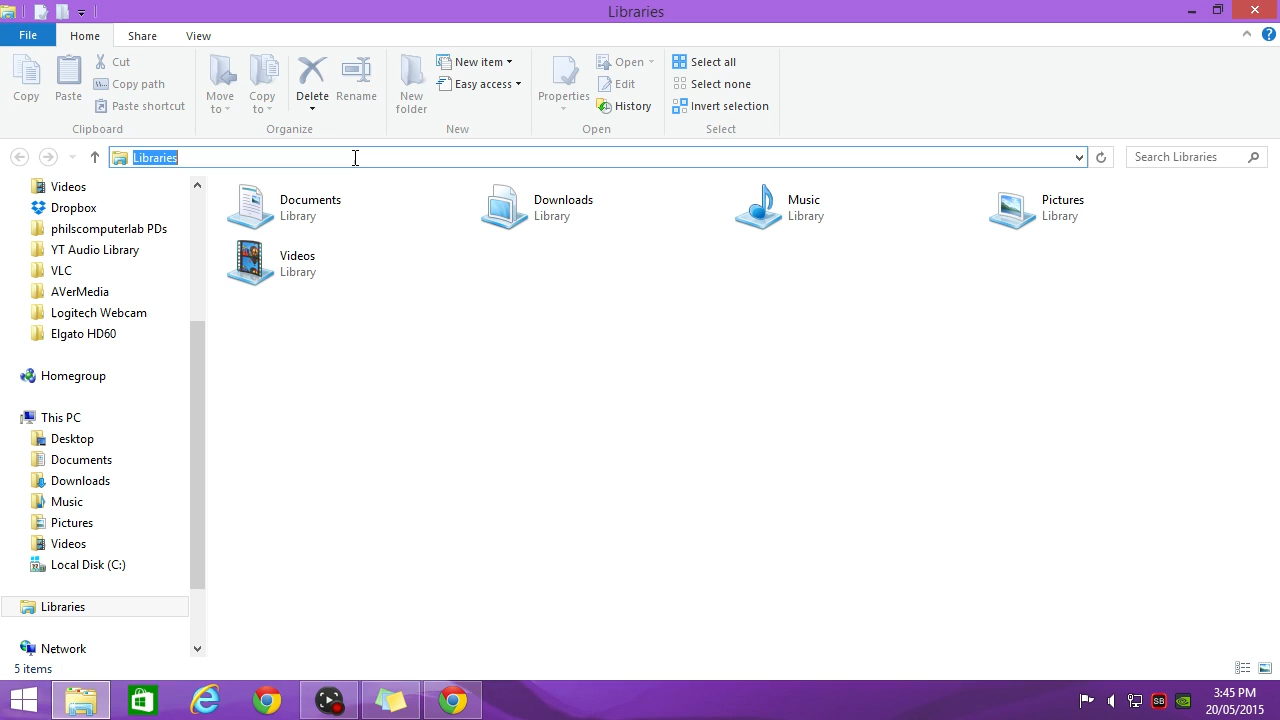 Libraries
File
Home
Share
View
Copy
Paste
Cut
Copy path
Paste shortcut
Clipboard
Move to
Copy to
Delete
Rename
Organize
New folder
New item
Easy access
New
Properties
Open
Edit
History
Open
Select all
Select none
Invert selection
Select
Libraries
Search Libraries
Videos
Dropbox
philscomputerlab PDs
YT Audio Library
VLC
AVerMedia
Logitech Webcam
Elgato HD60
Homegroup
This PC
Desktop
Documents
Downloads
Music
Pictures
Videos
Local Disk (C:)
Libraries
Network
Documents
Library
Downloads
Library
Music
Library
Pictures
Library
Videos
Library
5 items
SB
3:45 PM
20/05/2015